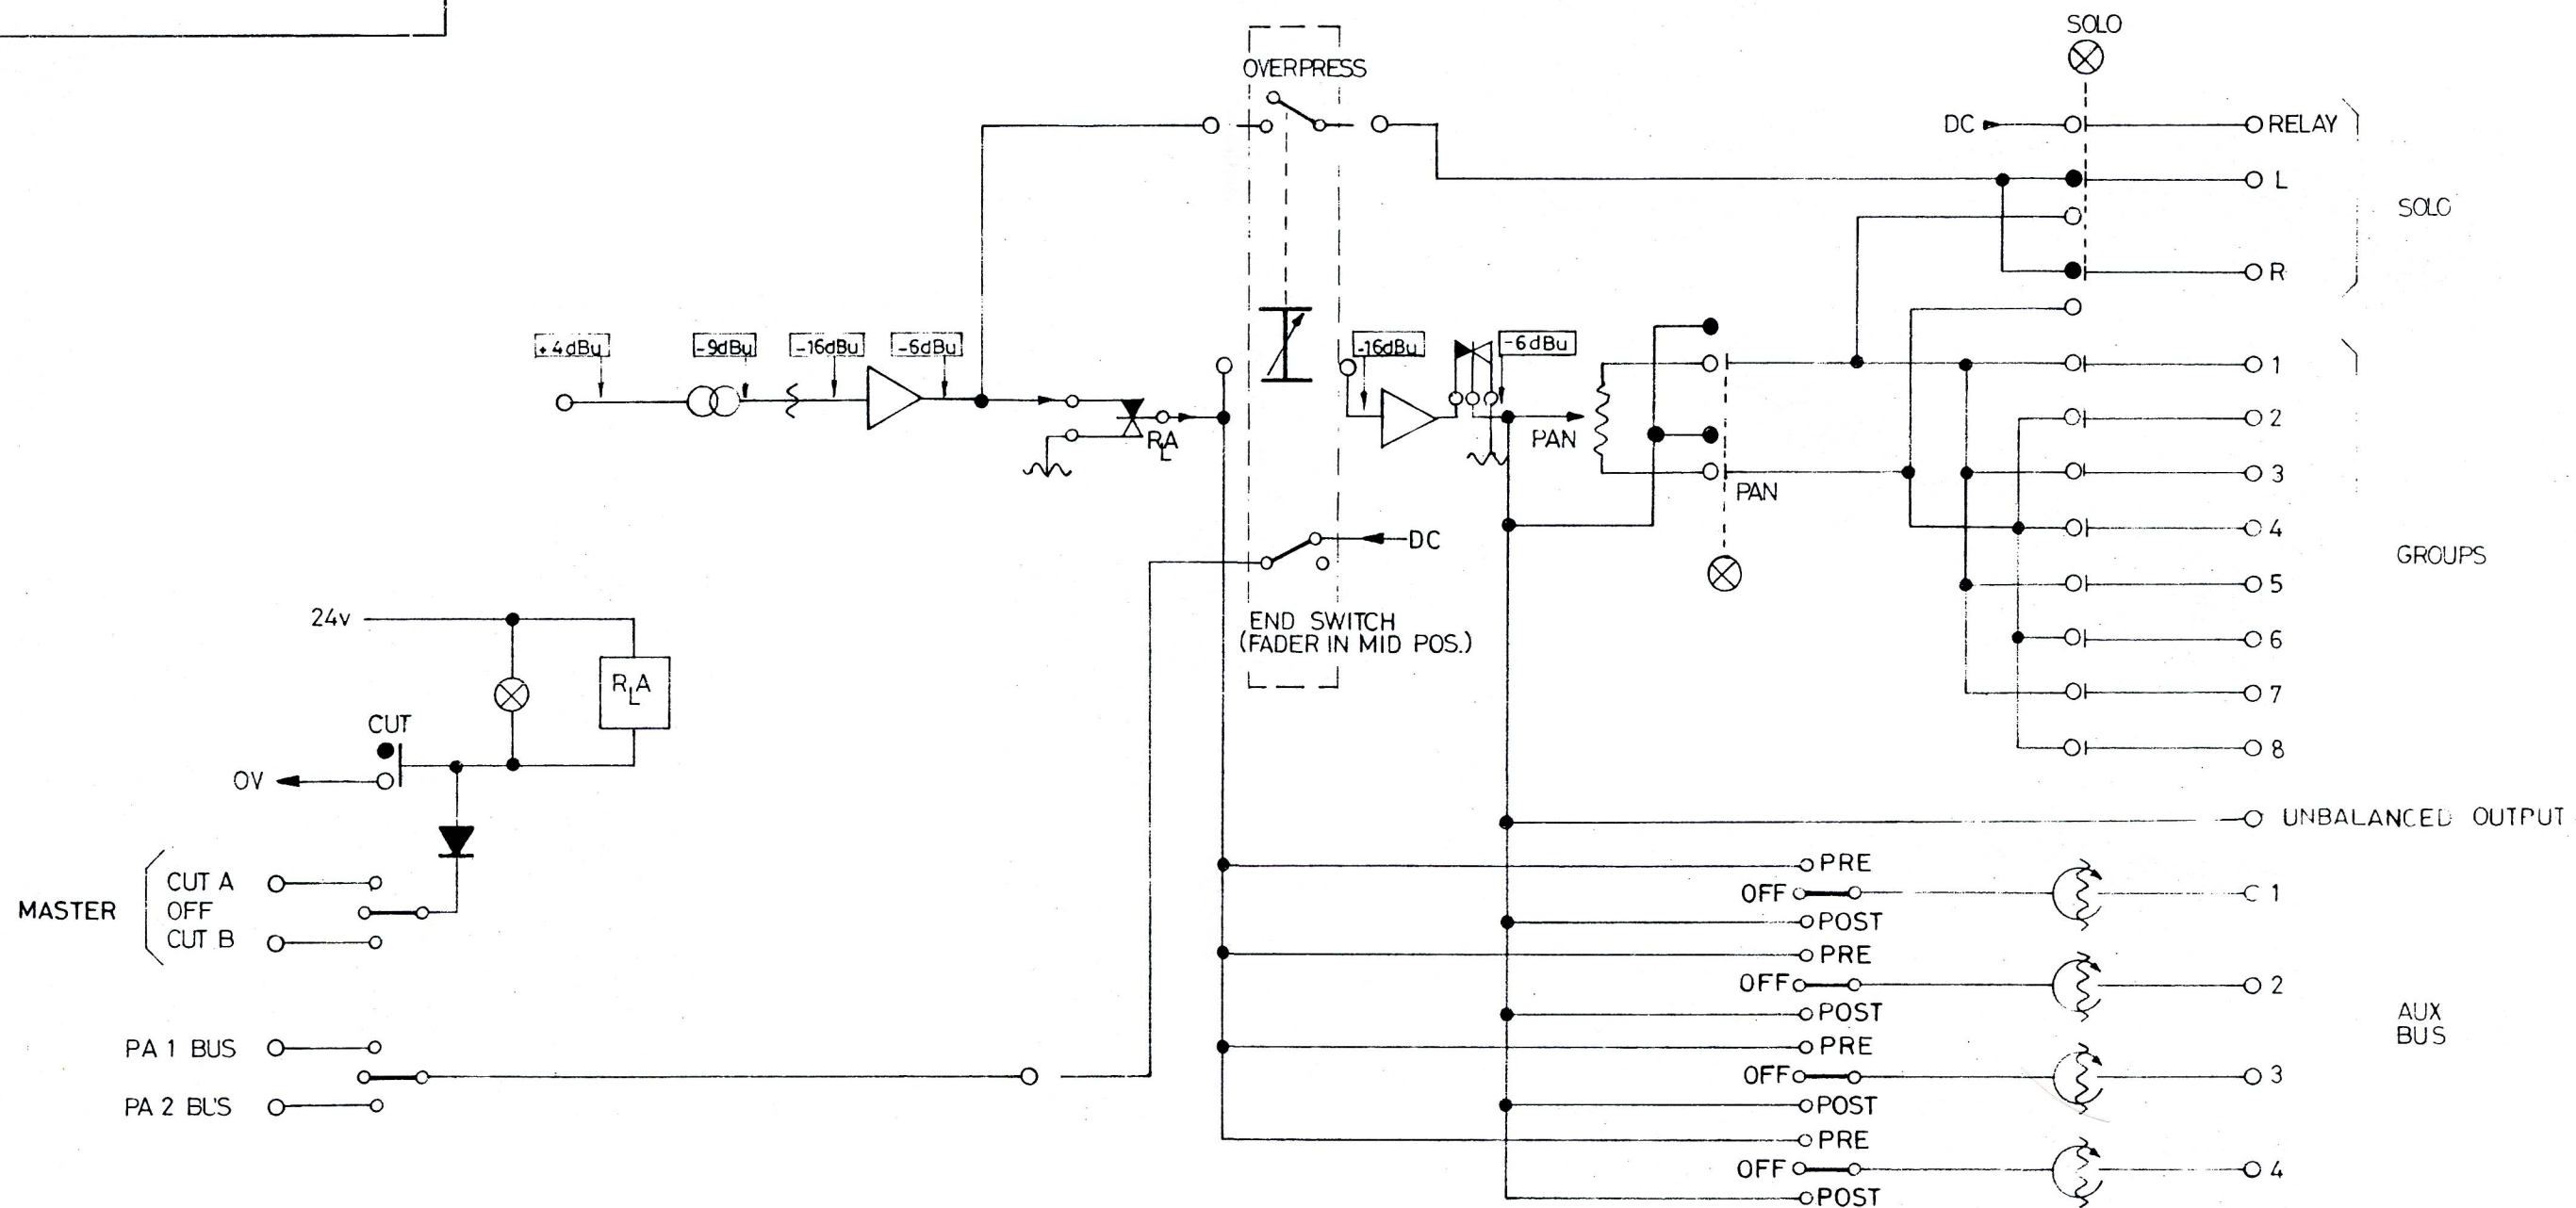 SOLO
OVERPRESS
DC
RELAY
L
SOLO
R
+4dBu
-9dBu
-16dBu
-6dBu
-16dBu
-6dBu
1
RLA
PAN
2
PAN
3
4
DC
GROUPS
5
END SWITCH
(FADER IN MID POS.)
24v
6
RLA
7
CUT
8
0V
UNBALANCED OUTPUT
PRE
CUT A
OFF
1
MASTER
OFF
POST
CUT B
PRE
OFF
2
POST
AUX
BUS
PA 1 BUS
PRE
OFF
3
PA 2 BUS
POST
PRE
OFF
4
POST